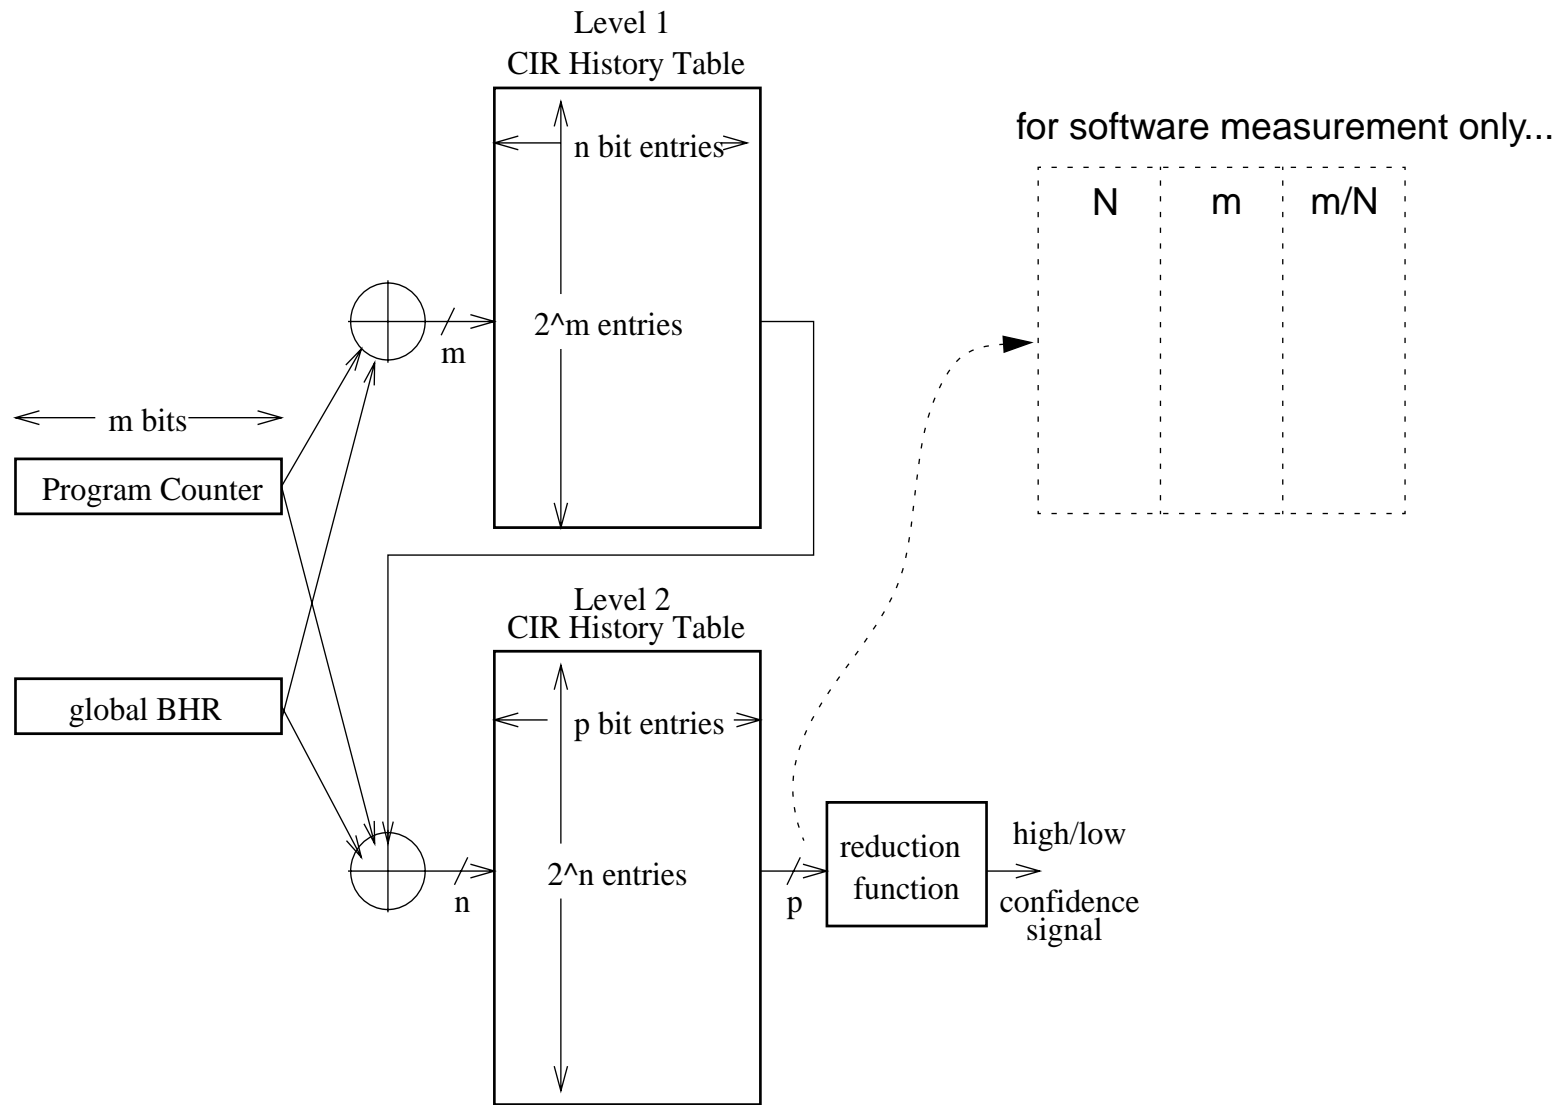 Level 1
CIR History Table
for software measurement only...
n bit entries
N m m/N
2^m entries
m
m bits
Program Counter
Level 2
CIR History Table
global BHR
p bit entries
high/low
reduction
function
2^n entries
n
p
confidence
signal